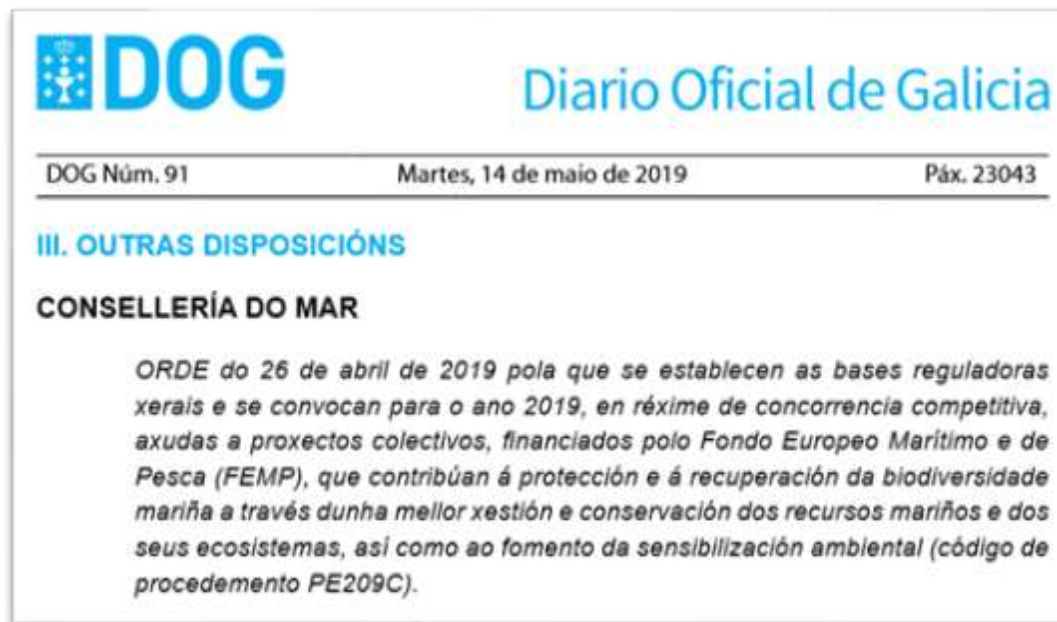 DOG
Diario Oficial de Galicia
DOG Núm. 91 Martes, 14 de maio de 2019 Páx. 23043
III. OUTRAS DISPOSICIÓNS
CONSELLERÍA DO MAR
ORDE do 26 de abril de 2019 pola que se establecen as bases reguladoras
xerais e se convocan para o ano 2019, en réxime de concorrencia competitiva,
axudas a proxectos colectivos, financiados polo Fondo Europeo Marítimo e de
Pesca (FEMP), que contribúan á protección e á recuperación da biodiversidade
mariña a través dunha mellor xestión e conservación dos recursos mariños e dos
seus ecosistemas, así como ao fomento da sensibilización ambiental (código de
procedemento PE209C).